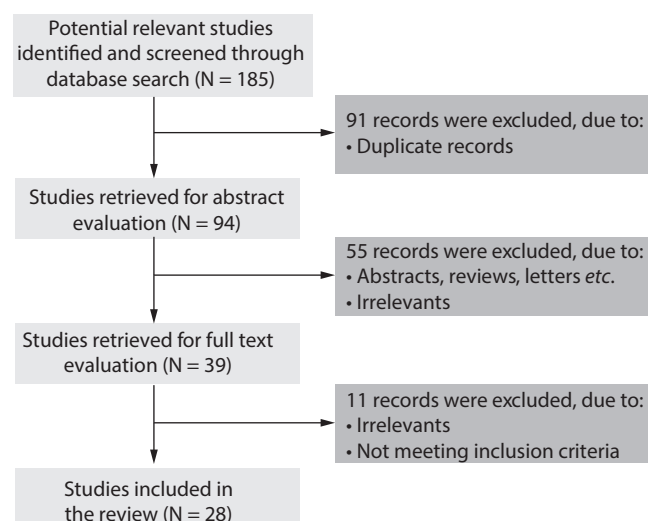 Potential relevant studies
identified and screened through
database search (N = 185)
91 records were excluded, due to:
• Duplicate records
Studies retrieved for abstract
evaluation (N = 94)
55 records were excluded, due to:
• Abstracts, reviews, letters etc.
• Irrelevants
Studies retrieved for full text
evaluation (N = 39)
11 records were excluded, due to:
• Irrelevants
• Not meeting inclusion criteria
Studies included in
the review (N = 28)